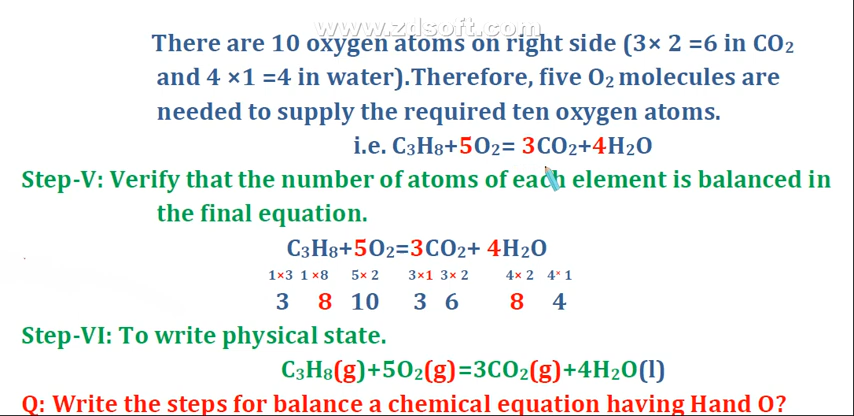 www.zdsoft.com
There are 10 oxygen atoms on right side (3× 2 =6 in CO₂
and 4 ×1 =4 in water).Therefore, five O₂ molecules are
needed to supply the required ten oxygen atoms.
i.e. C₃H₈+5O₂= 3CO₂+4H₂O
Step-V: Verify that the number of atoms of each element is balanced in
the final equation.
C₃H₈+5O₂=3CO₂+ 4H₂O
1×3 1 ×8 5× 2 3×1 3× 2 4× 2 4× 1
3 8 10 3 6 8 4
Step-VI: To write physical state.
C₃H₈(g)+5O₂(g)=3CO₂(g)+4H₂O(l)
Q: Write the steps for balance a chemical equation having Hand O?